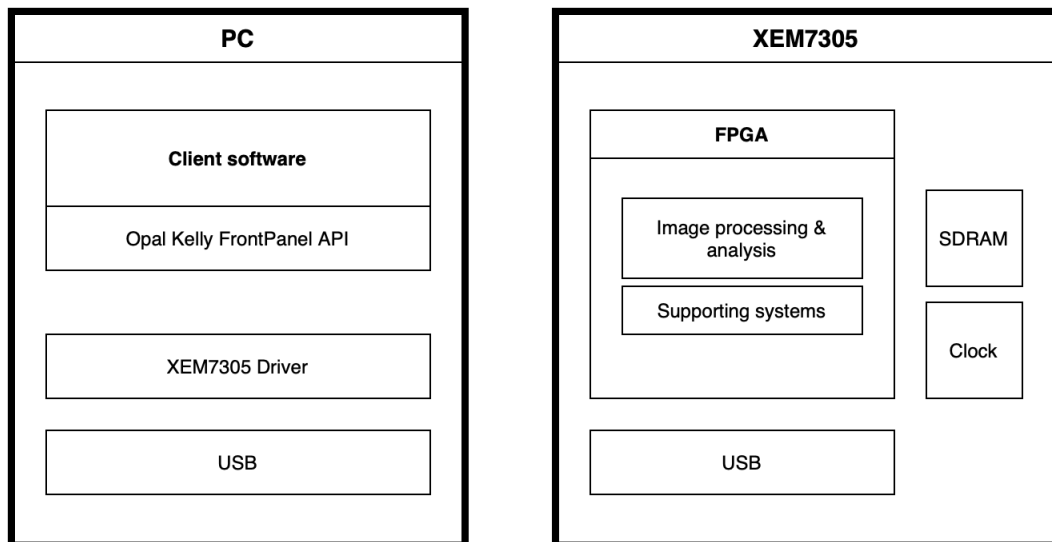 PC
Client software
Opal Kelly FrontPanel API
XEM7305 Driver
USB
XEM7305
FPGA
Image processing &
analysis
Supporting systems
SDRAM
Clock
USB